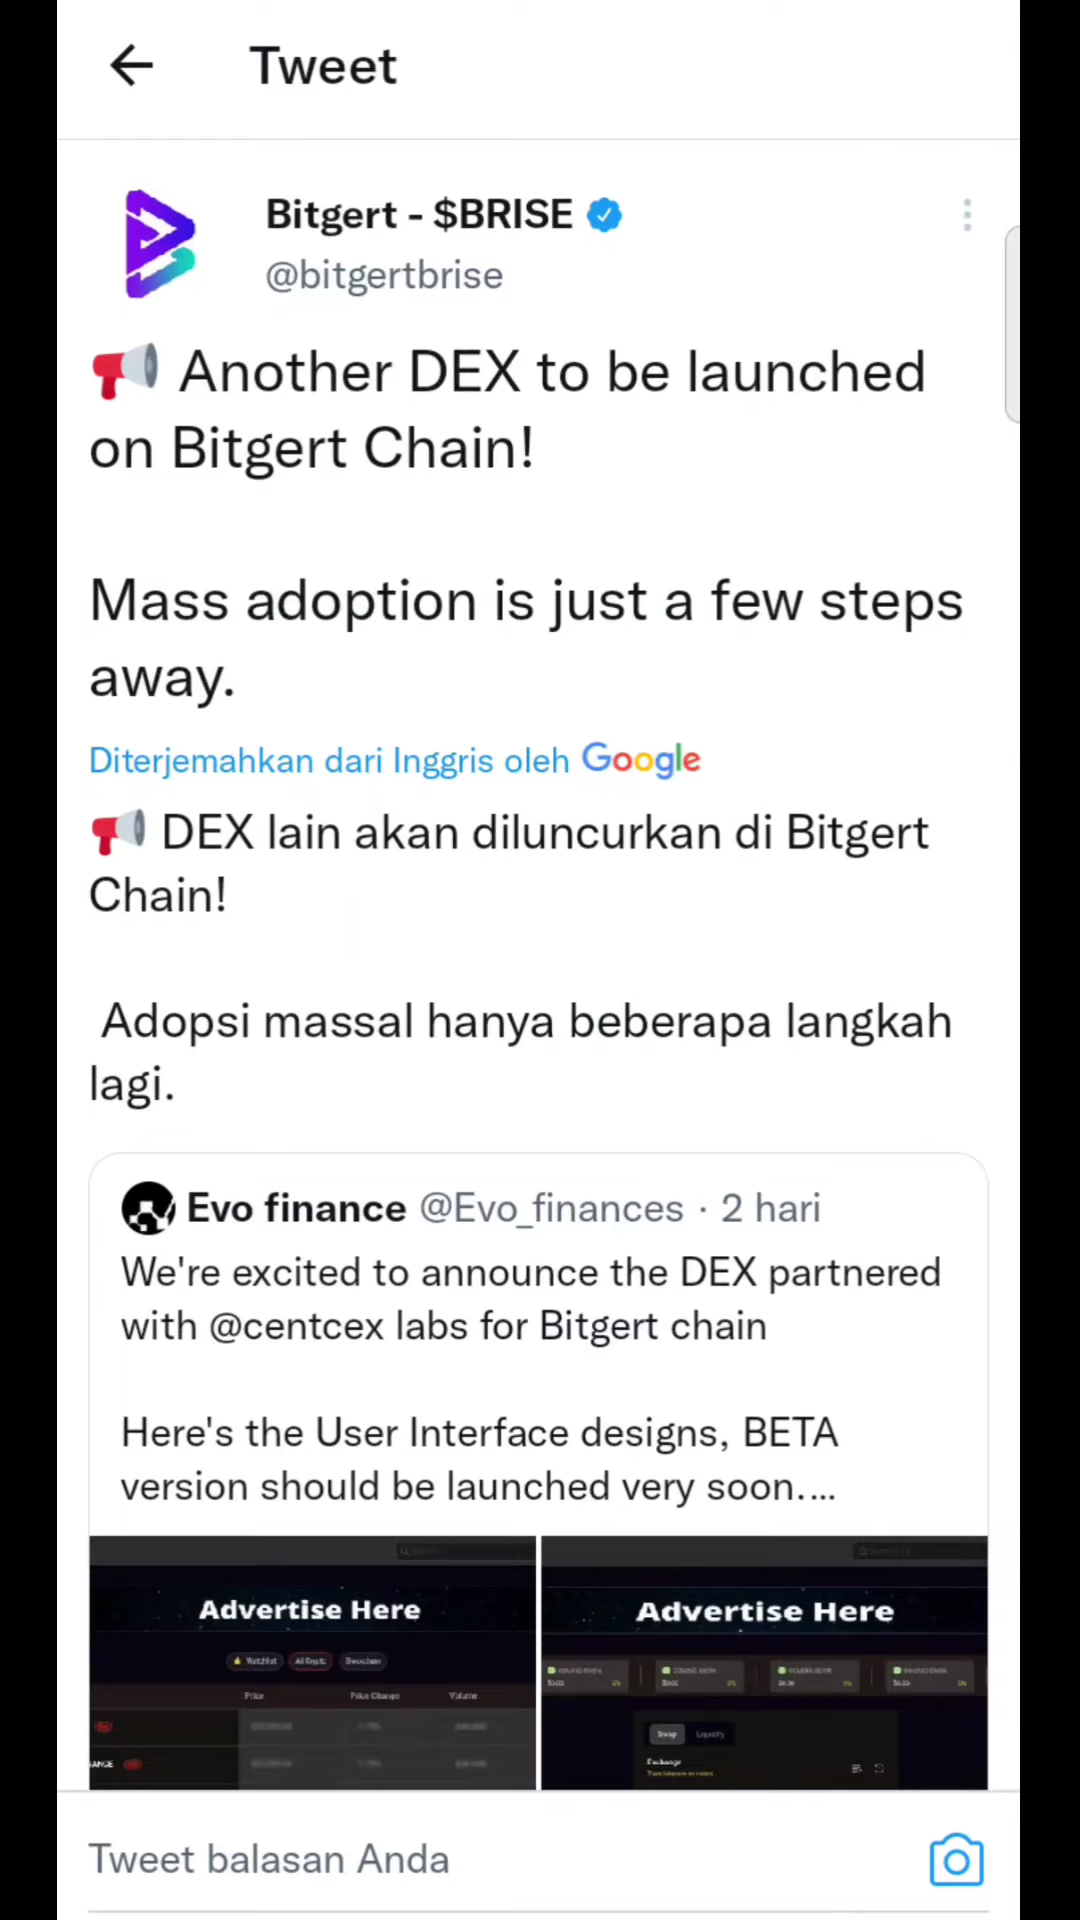 Tweet
Bitgert - $BRISE
@bitgertbrise
📢 Another DEX to be launched
on Bitgert Chain!
Mass adoption is just a few steps
away.
Diterjemahkan dari Inggris oleh Google
📢 DEX lain akan diluncurkan di Bitgert
Chain!
Adopsi massal hanya beberapa langkah
lagi.
Evo finance @Evo_finances · 2 hari
We're excited to announce the DEX partnered
with @centcex labs for Bitgert chain
Here's the User Interface designs, BETA
version should be launched very soon....
Advertise Here
Watchlist
Price Price Change Volume
Advertise Here
Swap Liquidity
Exchange
Tweet balasan Anda